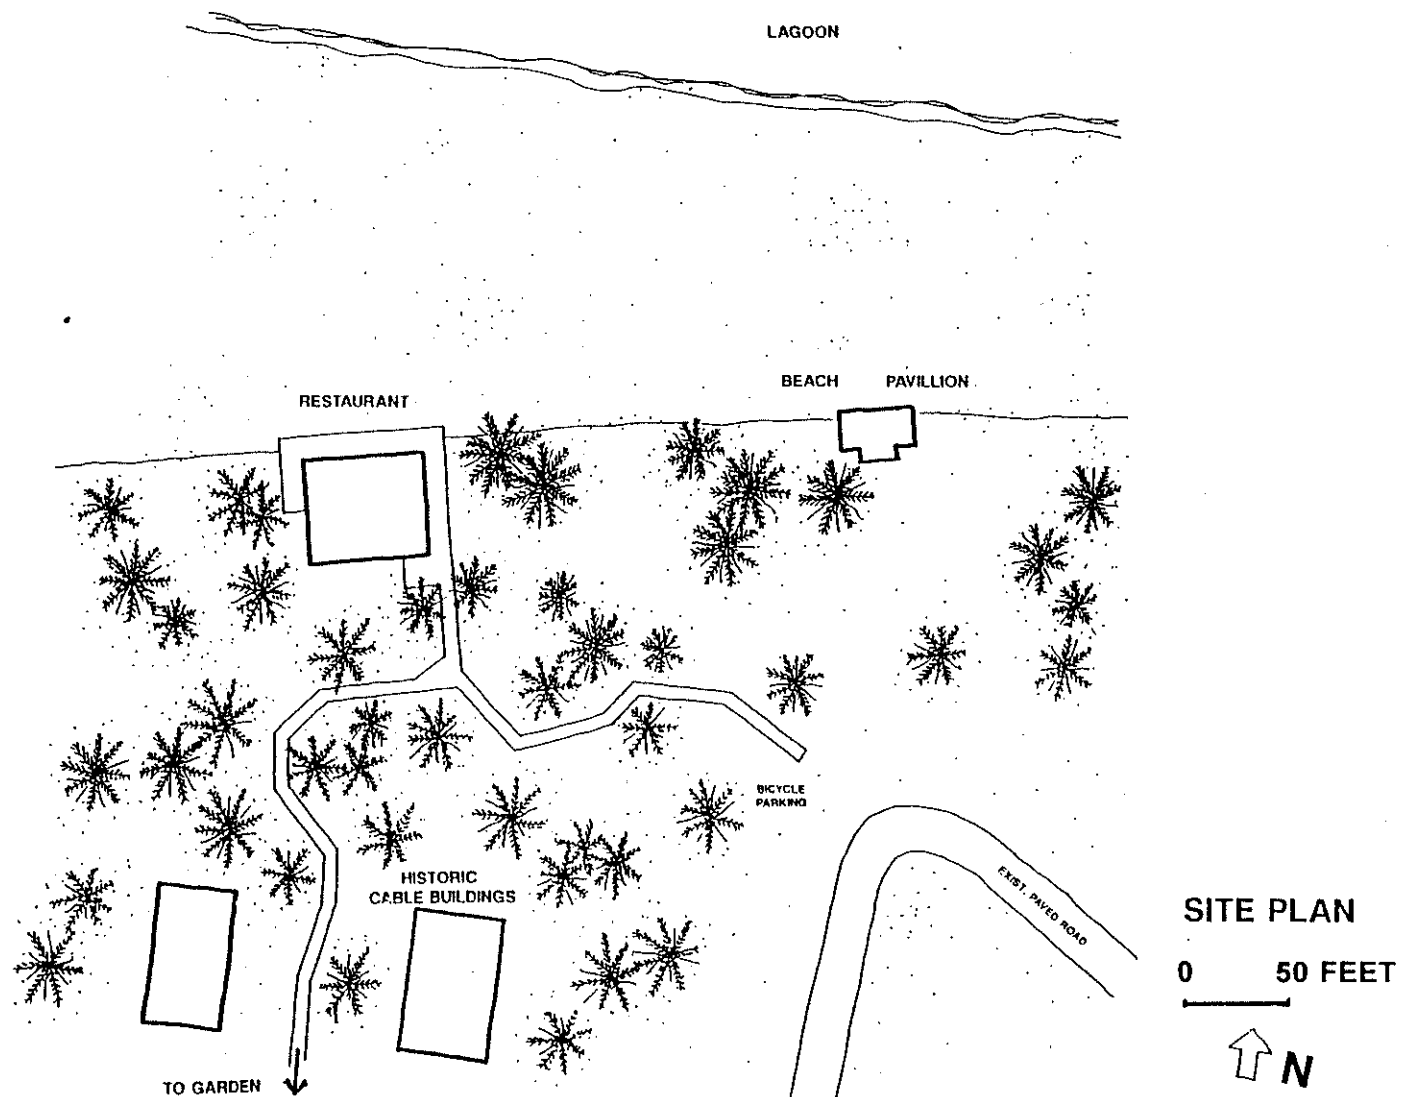 LAGOON
BEACH PAVILLION
RESTAURANT
BICYCLE
PARKING
HISTORIC
CABLE BUILDINGS
EXIST. PAVED ROAD
SITE PLAN
0 50 FEET
N
TO GARDEN